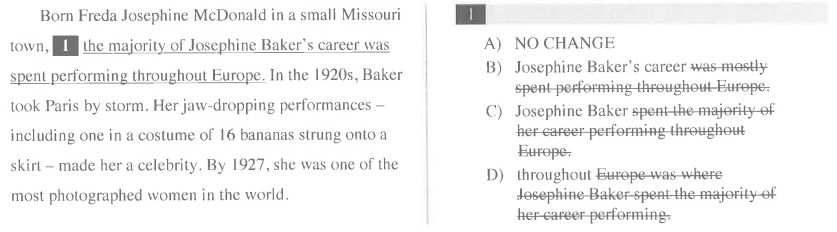 Born Freda Josephine McDonald in a small Missouri
town, 1 the majority of Josephine Baker's career was
spent performing throughout Europe. In the 1920s, Baker
took Paris by storm. Her jaw-dropping performances –
including one in a costume of 16 bananas strung onto a
skirt – made her a celebrity. By 1927, she was one of the
most photographed women in the world.
1
A) NO CHANGE
B) Josephine Baker's career was mostly
spent performing throughout Europe.
C) Josephine Baker spent the majority of
her career performing throughout
Europe.
D) throughout Europe was where
Josephine Baker spent the majority of
her career performing.